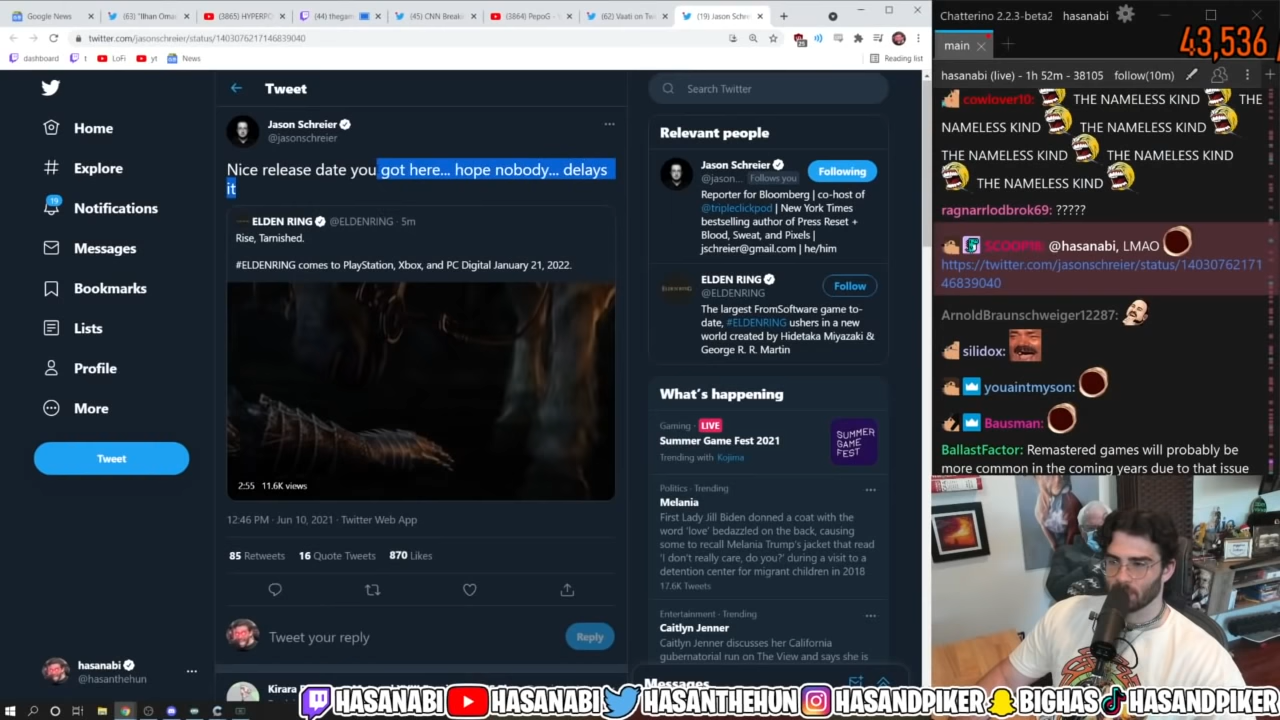 Google News
(63) "Ilhan Oma
(3865) HYPERPO
(44) thegam
(45) CNN Breaki
(3864) PepoG -
(62) Vaati on Tw
(19) Jason Schre
twitter.com/jasonschreier/status/1403076217146839040
dashboard
t
LoFi
yt
News
Reading list
Home
Explore
19
Notifications
Messages
Bookmarks
Lists
Profile
More
Tweet
hasanabi
@hasanthehun
Tweet
Jason Schreier
@jasonschreier
Nice release date you got here... hope nobody... delays
it
ELDEN RING @ELDENRING · 5m
Rise, Tarnished.
#ELDENRING comes to PlayStation, Xbox, and PC Digital January 21, 2022.
2:55 11.6K views
12:46 PM · Jun 10, 2021 · Twitter Web App
85 Retweets 16 Quote Tweets 870 Likes
Tweet your reply
Reply
Kirara
Search Twitter
Relevant people
Jason Schreier
@jason... Follows you
Following
Reporter for Bloomberg | co-host of
@tripleclickpod | New York Times
bestselling author of Press Reset +
Blood, Sweat, and Pixels |
jschreier@gmail.com | he/him
ELDEN RING
@ELDENRING
Follow
The largest FromSoftware game to-
date, #ELDENRING ushers in a new
world created by Hidetaka Miyazaki &
George R. R. Martin
What's happening
Gaming · LIVE
Summer Game Fest 2021
Trending with Kojima
SUMMER
GAME
FEST
Politics · Trending
Melania
First Lady Jill Biden donned a coat with the
word 'love' bedazzled on the back, causing
some to recall Melania Trump's jacket that read
'I don't really care, do you?' during a visit to a
detention center for migrant children in 2018
17.6K Tweets
Entertainment · Trending
Caitlyn Jenner
Caitlyn Jenner discusses her California
gubernatorial run on The View and says she is
Messages
Chatterino 2.2.3-beta2 hasanabi
main
43,536
hasanabi (live) - 1h 52m - 38105 follow(10m)
cowlover10: THE NAMELESS KIND THE
NAMELESS KIND THE NAMELESS KIND
THE NAMELESS KIND THE NAMELESS KIND
THE NAMELESS KIND
ragnarrlodbrok69: ?????
@hasanabi, LMAO
https://twitter.com/jasonschreier/status/14030762171
46839040
ArnoldBraunschweiger12287:
silidox:
youaintmyson:
Bausman:
BallastFactor: Remastered games will probably be
more common in the coming years due to that issue
HASANABI HASANABI HASANTHEHUN HASANDPIKER BIGHAS HASANDPIKER